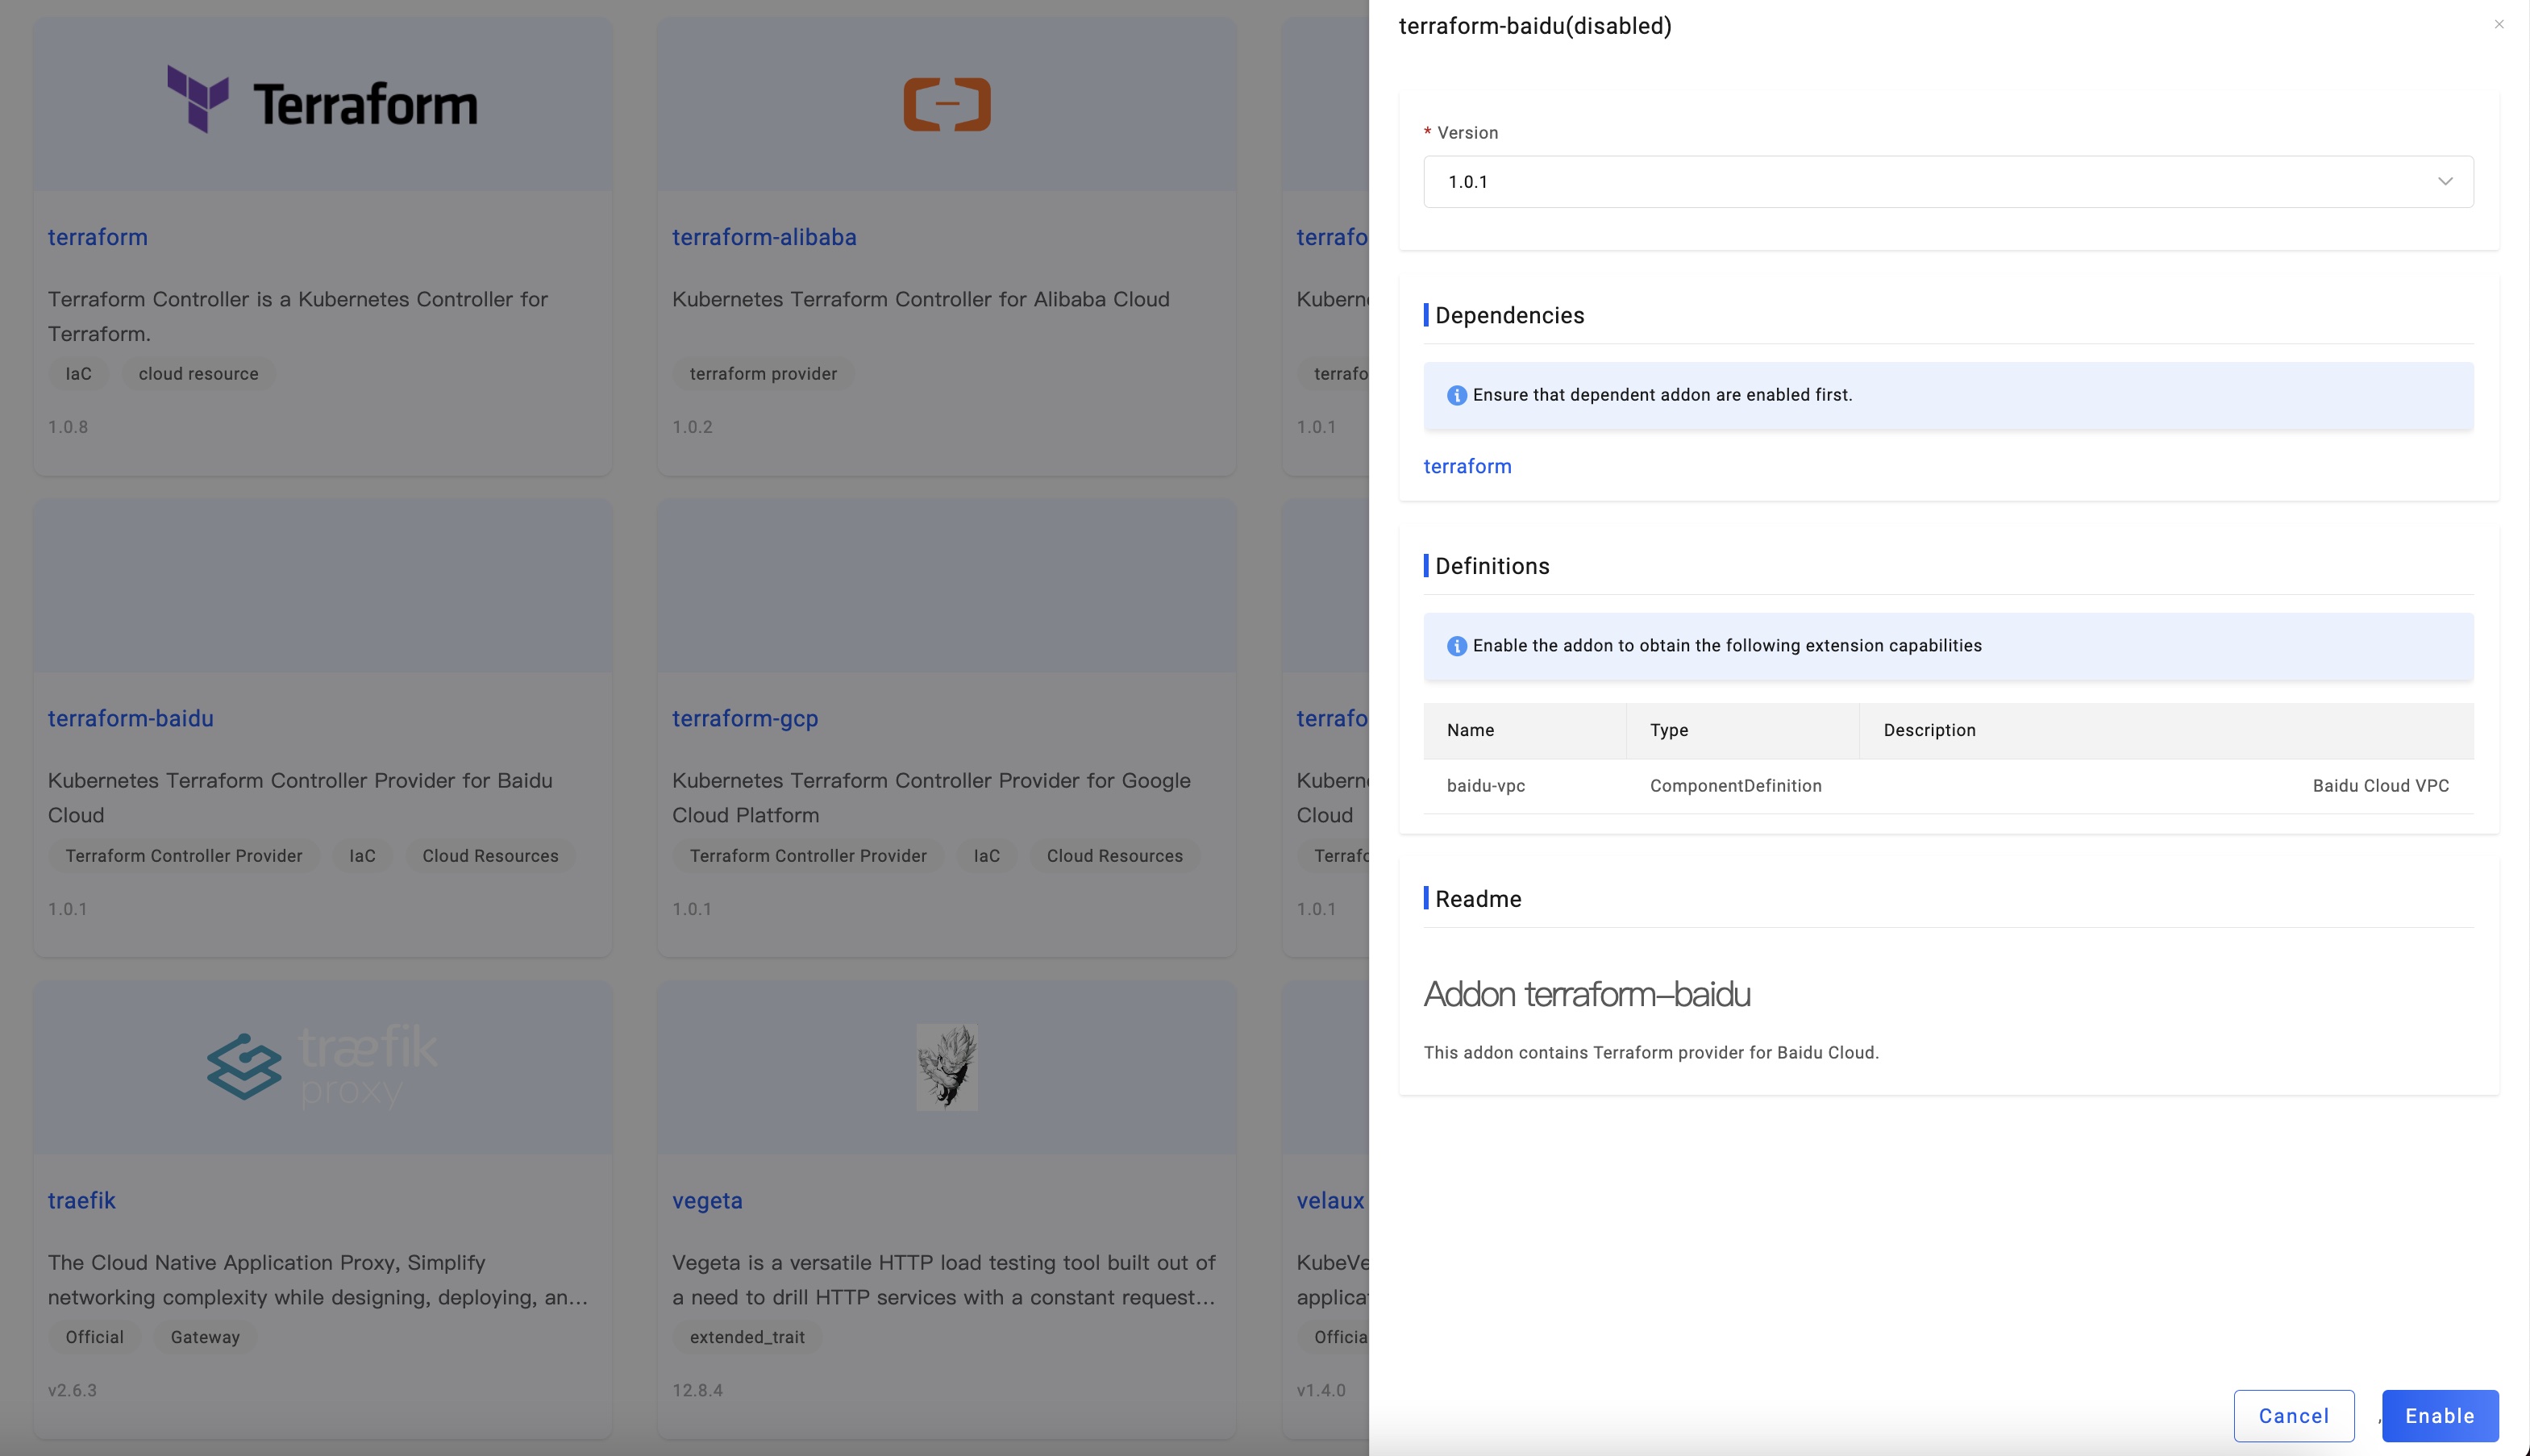 Terraform
terraform
Terraform Controller is a Kubernetes Controller for
Terraform.
IaC
cloud resource
1.0.8
terraform-alibaba
Kubernetes Terraform Controller for Alibaba Cloud
terraform provider
1.0.2
terrafo
Kubern
terrafo
1.0.1
terraform-baidu
Kubernetes Terraform Controller Provider for Baidu
Cloud
Terraform Controller Provider
IaC
Cloud Resources
1.0.1
terraform-gcp
Kubernetes Terraform Controller Provider for Google
Cloud Platform
Terraform Controller Provider
IaC
Cloud Resources
1.0.1
terrafo
Kubern
Cloud
Terrafo
1.0.1
træfik
proxy
traefik
The Cloud Native Application Proxy, Simplify
networking complexity while designing, deploying, an...
Official
Gateway
v2.6.3
vegeta
Vegeta is a versatile HTTP load testing tool built out of
a need to drill HTTP services with a constant request...
extended_trait
12.8.4
velaux
KubeVe
applicat
Officia
v1.4.0
terraform-baidu(disabled)
* Version
1.0.1
Dependencies
Ensure that dependent addon are enabled first.
terraform
Definitions
Enable the addon to obtain the following extension capabilities
Name Type Description
baidu-vpc ComponentDefinition Baidu Cloud VPC
Readme
Addon terraform-baidu
This addon contains Terraform provider for Baidu Cloud.
Cancel , Enable